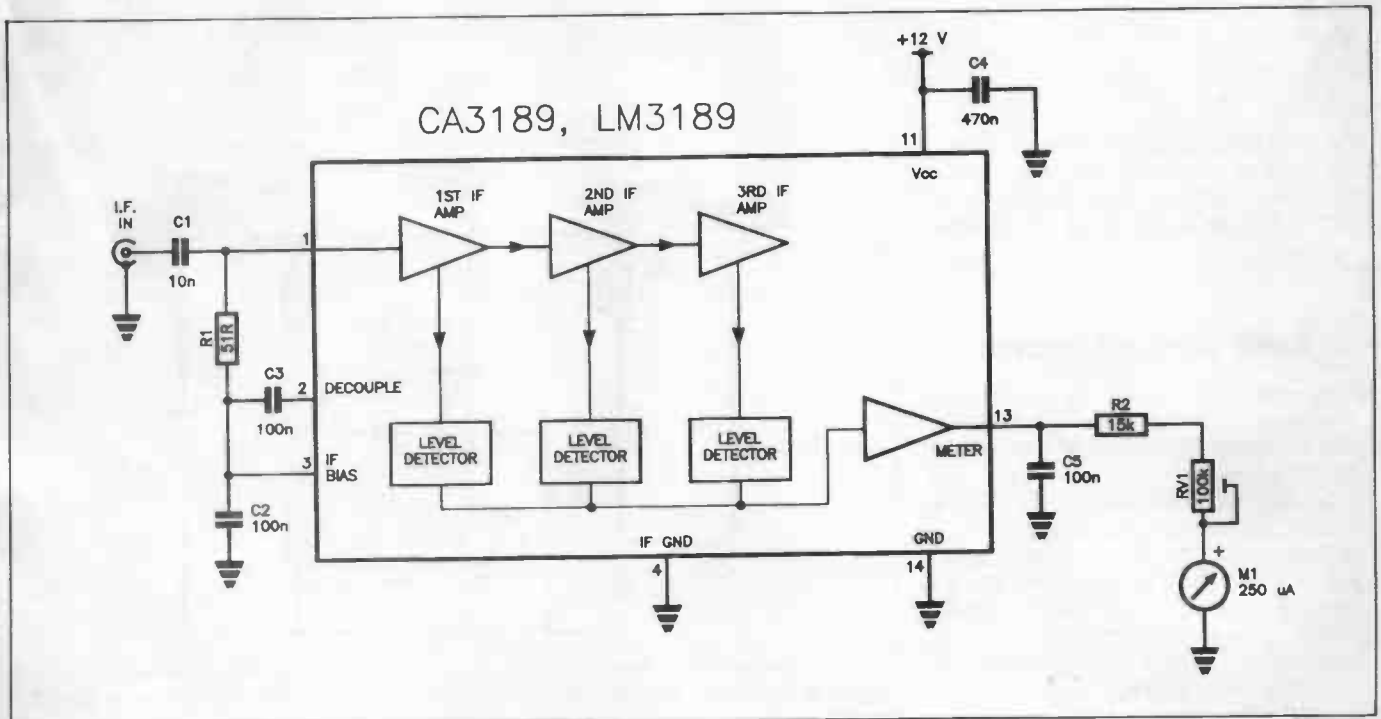 +12 V
C4
470n
CA3189, LM3189
11
Vcc
I.F.
IN
C1
10n
1
1ST IF
AMP
2ND IF
AMP
3RD IF
AMP
R1
51R
C3
100n
2
DECOUPLE
3
IF
BIAS
C2
100n
LEVEL
DETECTOR
LEVEL
DETECTOR
LEVEL
DETECTOR
METER
13
R2
15k
C5
100n
RV1
100k
IF GND
4
GND
14
+
M1
250 uA